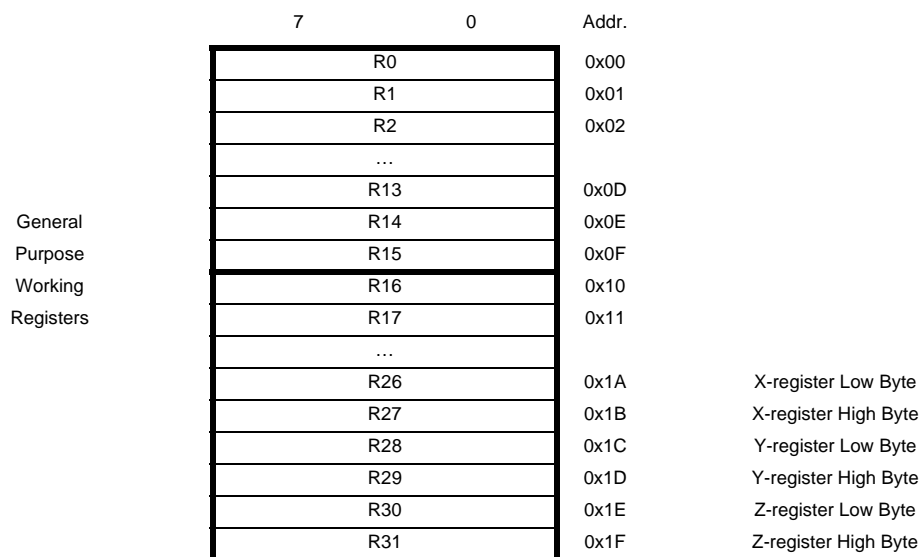 7 0 Addr.
R0 0x00
R1 0x01
R2 0x02
…
R13 0x0D
General R14 0x0E
Purpose R15 0x0F
Working R16 0x10
Registers R17 0x11
…
R26 0x1A X-register Low Byte
R27 0x1B X-register High Byte
R28 0x1C Y-register Low Byte
R29 0x1D Y-register High Byte
R30 0x1E Z-register Low Byte
R31 0x1F Z-register High Byte